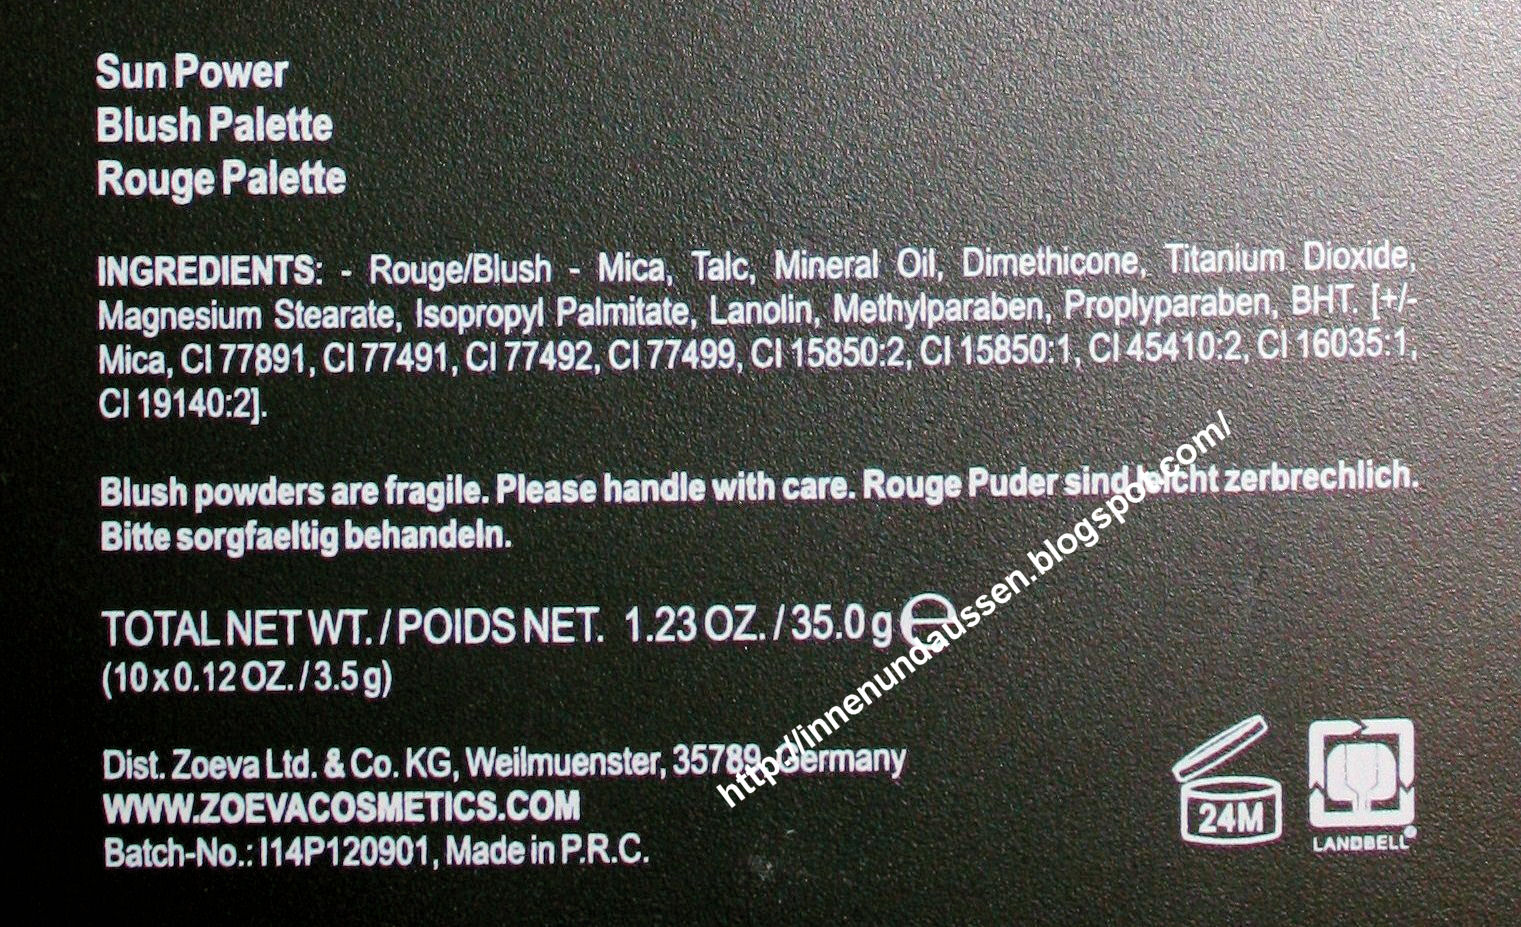 Sun Power
Blush Palette
Rouge Palette
INGREDIENTS: - Rouge/Blush - Mica, Talc, Mineral Oil, Dimethicone, Titanium Dioxide,
Magnesium Stearate, Isopropyl Palmitate, Lanolin, Methylparaben, Proplyparaben, BHT. [+/-
Mica, CI 77891, CI 77491, CI 77492, CI 77499, CI 15850:2, CI 15850:1, CI 45410:2, CI 16035:1,
CI 19140:2].
Blush powders are fragile. Please handle with care. Rouge Puder sind leicht zerbrechlich.
Bitte sorgfaeltig behandeln.
TOTAL NET WT. / POIDS NET. 1.23 OZ. / 35.0 g e
(10 x 0.12 OZ. / 3.5 g)
Dist. Zoeva Ltd. & Co. KG, Weilmuenster, 35789, Germany
WWW.ZOEVACOSMETICS.COM
Batch-No.: I14P120901, Made in P.R.C.
24M
LANDBELL®
http://innenundaussen.blogspot.com/